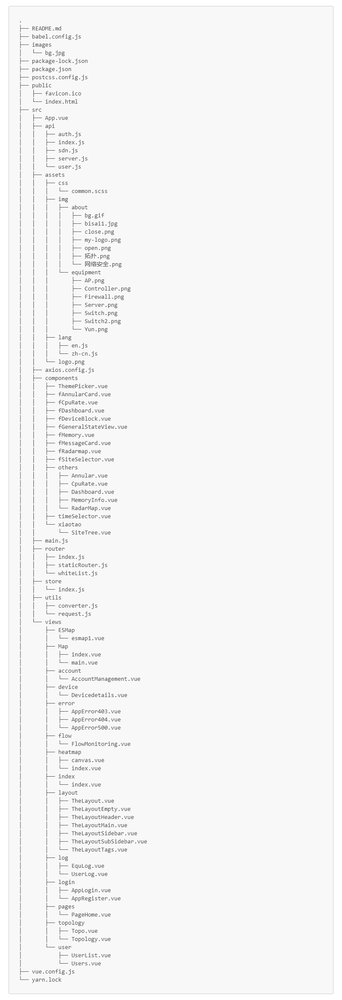 .
├── README.md
├── babel.config.js
├── images
│   └── bg.jpg
├── package-lock.json
├── package.json
├── postcss.config.js
├── public
│   ├── favicon.ico
│   └── index.html
├── src
│   ├── App.vue
│   ├── api
│   │   ├── auth.js
│   │   ├── index.js
│   │   ├── sdn.js
│   │   ├── server.js
│   │   └── user.js
│   ├── assets
│   │   ├── css
│   │   │   └── common.scss
│   │   ├── img
│   │   │   ├── about
│   │   │   │   ├── bg.gif
│   │   │   │   ├── bisai1.jpg
│   │   │   │   ├── close.png
│   │   │   │   ├── my-logo.png
│   │   │   │   ├── open.png
│   │   │   │   ├── 拓扑.png
│   │   │   │   └── 网络安全.png
│   │   │   └── equipment
│   │   │       ├── AP.png
│   │   │       ├── Controller.png
│   │   │       ├── Firewall.png
│   │   │       ├── Server.png
│   │   │       ├── Switch.png
│   │   │       ├── Switch2.png
│   │   │       └── Yun.png
│   │   ├── lang
│   │   │   ├── en.js
│   │   │   └── zh-cn.js
│   │   └── logo.png
│   ├── axios.config.js
│   ├── components
│   │   ├── ThemePicker.vue
│   │   ├── fAnnularCard.vue
│   │   ├── fCpuRate.vue
│   │   ├── fDashboard.vue
│   │   ├── fDeviceBlock.vue
│   │   ├── fGeneralStateView.vue
│   │   ├── fMemory.vue
│   │   ├── fMessageCard.vue
│   │   ├── fRadarmap.vue
│   │   ├── fSiteSelector.vue
│   │   ├── others
│   │   │   ├── Annular.vue
│   │   │   ├── CpuRate.vue
│   │   │   ├── Dashboard.vue
│   │   │   ├── MemoryInfo.vue
│   │   │   └── RadarMap.vue
│   │   ├── timeSelector.vue
│   │   └── xiaotao
│   │       └── SiteTree.vue
│   ├── main.js
│   ├── router
│   │   ├── index.js
│   │   ├── staticRouter.js
│   │   └── whiteList.js
│   ├── store
│   │   └── index.js
│   ├── utils
│   │   ├── converter.js
│   │   └── request.js
│   └── views
│       ├── ESMap
│       │   └── esmap1.vue
│       ├── Map
│       │   ├── index.vue
│       │   └── main.vue
│       ├── account
│       │   └── AccountManagement.vue
│       ├── device
│       │   └── Devicedetails.vue
│       ├── error
│       │   ├── AppError403.vue
│       │   ├── AppError404.vue
│       │   └── AppError500.vue
│       ├── flow
│       │   └── FlowMonitoring.vue
│       ├── heatmap
│       │   ├── canvas.vue
│       │   └── index.vue
│       ├── index
│       │   └── index.vue
│       ├── layout
│       │   ├── TheLayout.vue
│       │   ├── TheLayoutEmpty.vue
│       │   ├── TheLayoutHeader.vue
│       │   ├── TheLayoutMain.vue
│       │   ├── TheLayoutSidebar.vue
│       │   ├── TheLayoutSubSidebar.vue
│       │   └── TheLayoutTags.vue
│       ├── log
│       │   ├── EquLog.vue
│       │   └── UserLog.vue
│       ├── login
│       │   ├── AppLogin.vue
│       │   └── AppRegister.vue
│       ├── pages
│       │   └── PageHome.vue
│       ├── topology
│       │   ├── Topo.vue
│       │   └── Topology.vue
│       └── user
│           ├── UserList.vue
│           └── Users.vue
├── vue.config.js
└── yarn.lock